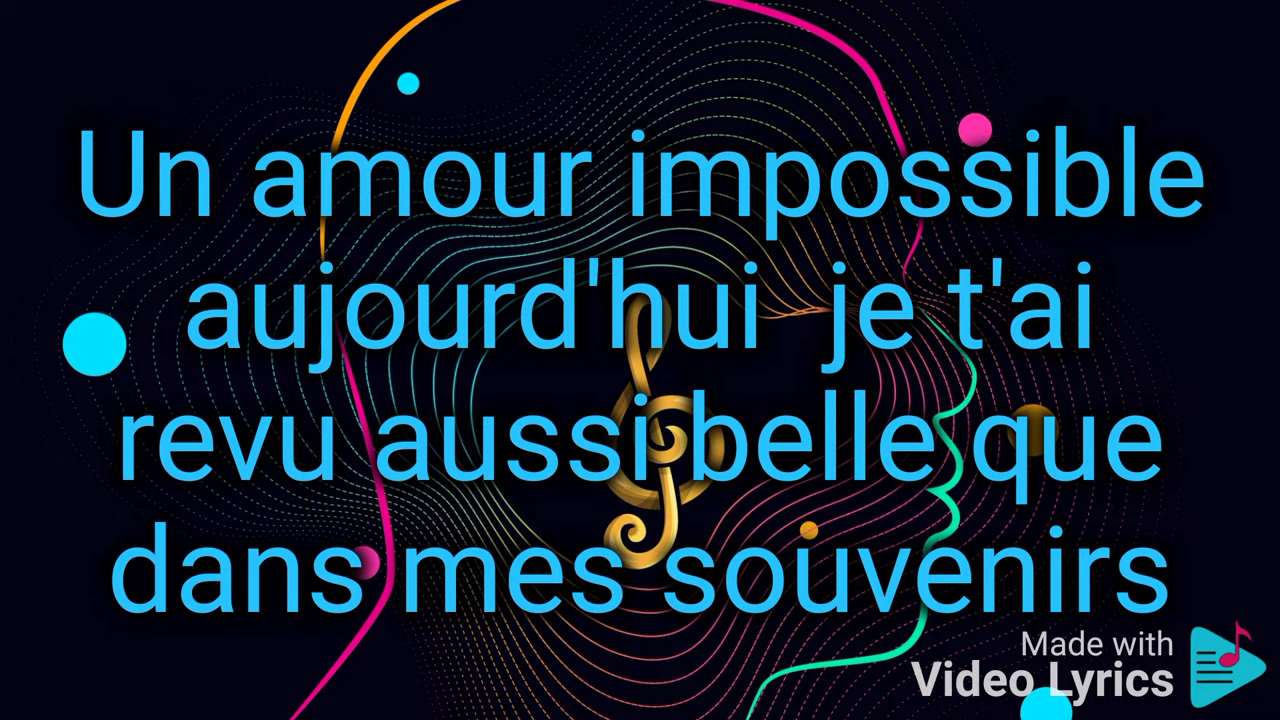 Un amour impossible
aujourd'hui  je t'ai
revu aussi belle que
dans mes souvenirs
Made with
Video Lyrics